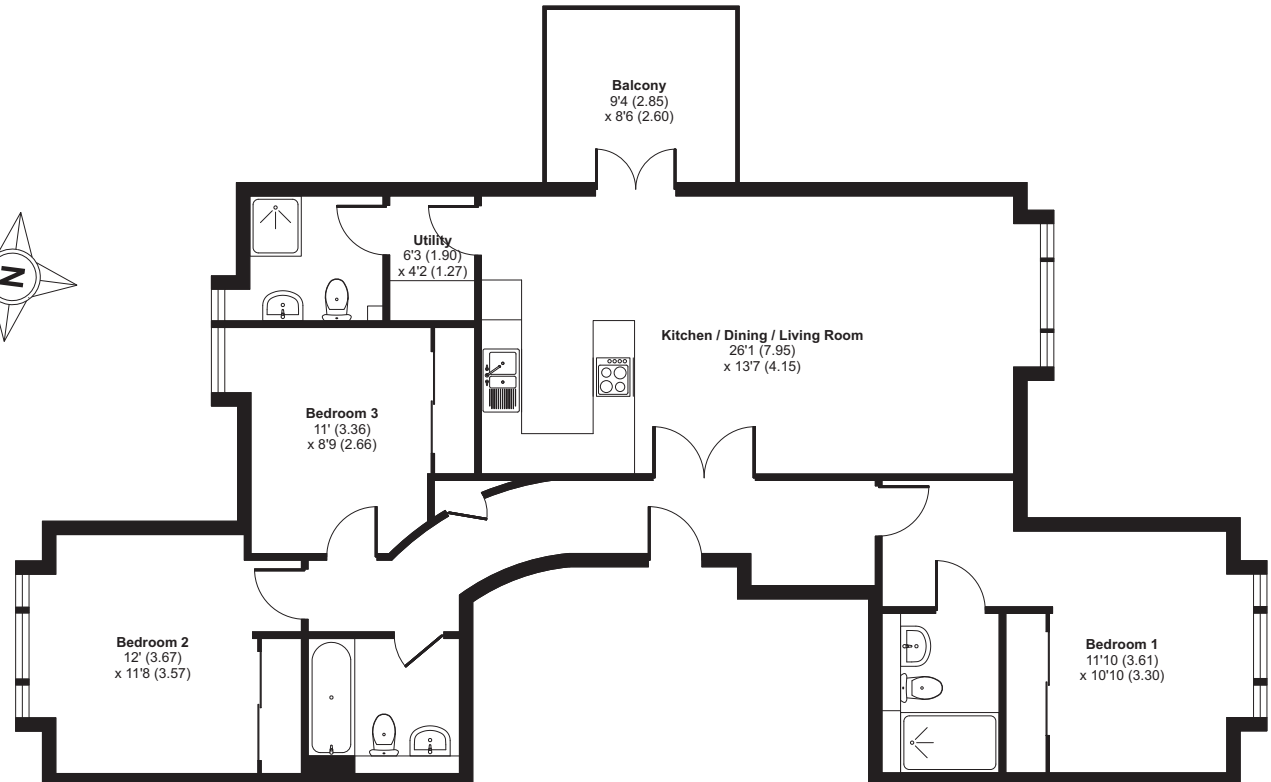 Balcony
9'4 (2.85)
x 8'6 (2.60)
Utility
6'3 (1.90)
x 4'2 (1.27)
N
Kitchen / Dining / Living Room
26'1 (7.95)
x 13'7 (4.15)
Bedroom 3
11' (3.36)
x 8'9 (2.66)
Bedroom 2
12' (3.67)
x 11'8 (3.57)
Bedroom 1
11'10 (3.61)
x 10'10 (3.30)